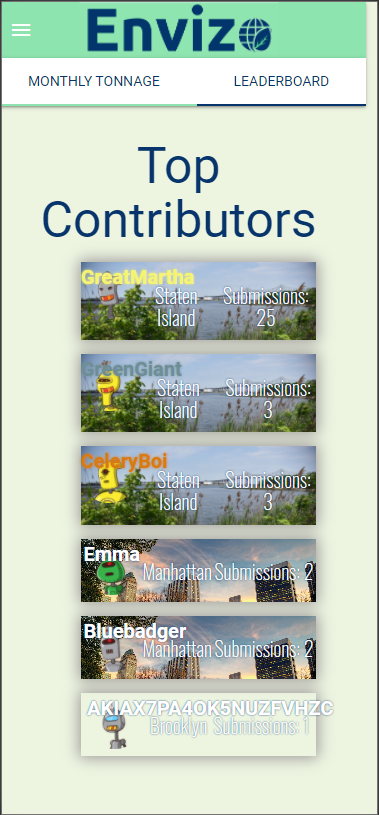 Enviz
MONTHLY TONNAGE
LEADERBOARD
Top
Contributors
GreatMartha
Staten
Island
Submissions:
25
GreenGiant
Staten
Island
Submissions:
3
CeleryBoi
Staten
Island
Submissions:
3
Emma
Manhattan Submissions: 2
Bluebadger
Manhattan Submissions: 2
AKIAX7PA4OK5NUZFVHZC
Brooklyn Submissions: 1